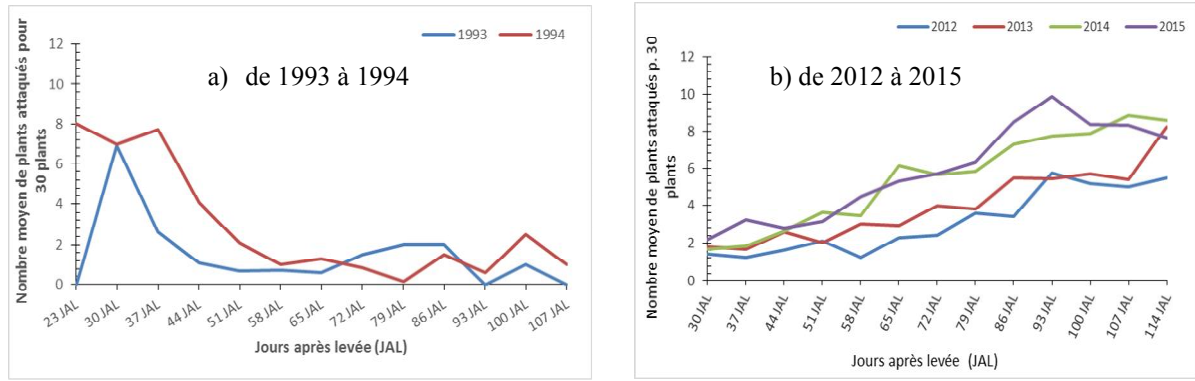 1993 1994
a) de 1993 à 1994
Nombre moyen de plants attaqués pour
30 plants
12
10
8
6
4
2
0
23 JAL 30 JAL 37 JAL 44 JAL 51 JAL 58 JAL 65 JAL 72 JAL 79 JAL 86 JAL 93 JAL 100 JAL 107 JAL
Jours après levée (JAL)
2012 2013 2014 2015
b) de 2012 à 2015
Nombre moyen de plants attaqués p. 30
plants
12
10
8
6
4
2
0
30 JAL 37 JAL 44 JAL 51 JAL 58 JAL 65 JAL 72 JAL 79 JAL 86 JAL 93 JAL 100 JAL 107 JAL 114 JAL
Jours après levée (JAL)